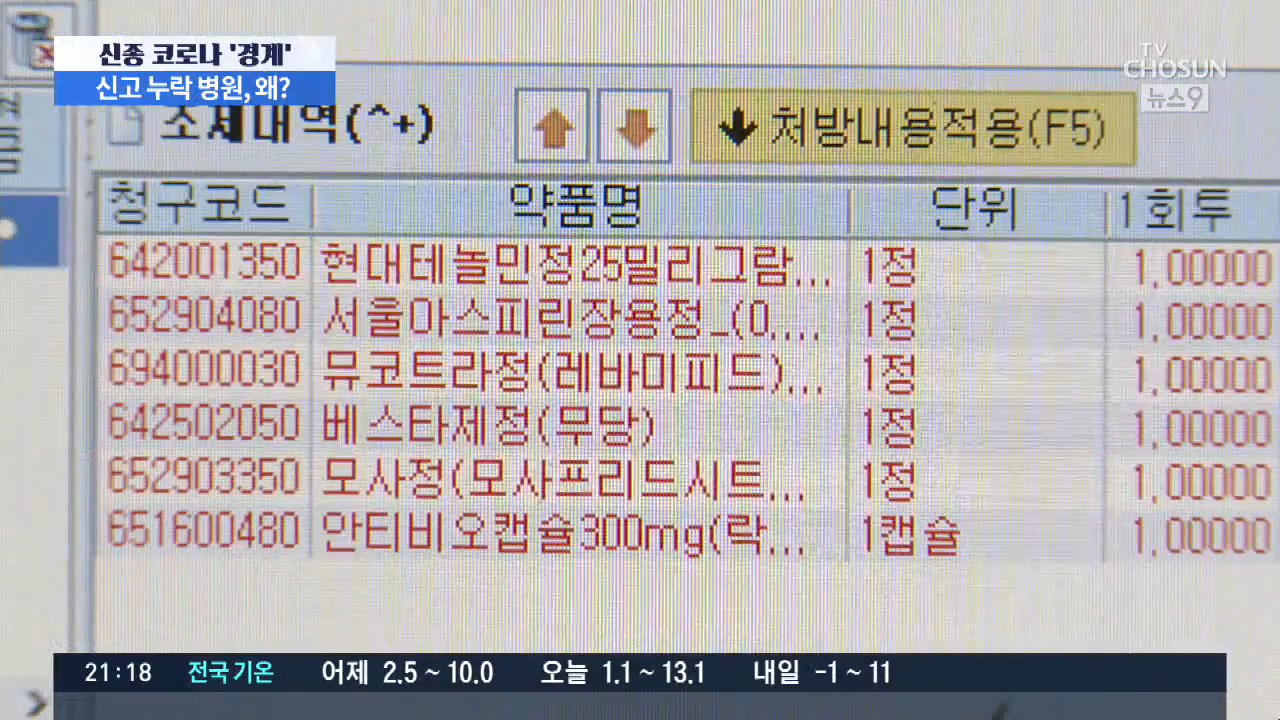 신종 코로나 '경계'
신고 누락 병원, 왜?
TV CHOSUN
뉴스9
조제내역(^+)
처방내용적용(F5)
청구코드 약품명 단위 1회투
642001350 현대테놀민정25밀리그람... 1정 1,00000
652904080 서울아스피린장용정_(0.... 1정 1,00000
694000030 뮤코트라정(레바미피드)... 1정 1,00000
642502050 베스타제정(무당) 1정 1,00000
652903350 모사정(모사프리드시트... 1정 1,00000
651600480 안티비오캡슐300mg(락... 1캡슐 1,00000
21:18 전국 기온 어제 2.5 ~ 10.0 오늘 1.1 ~ 13.1 내일 -1 ~ 11